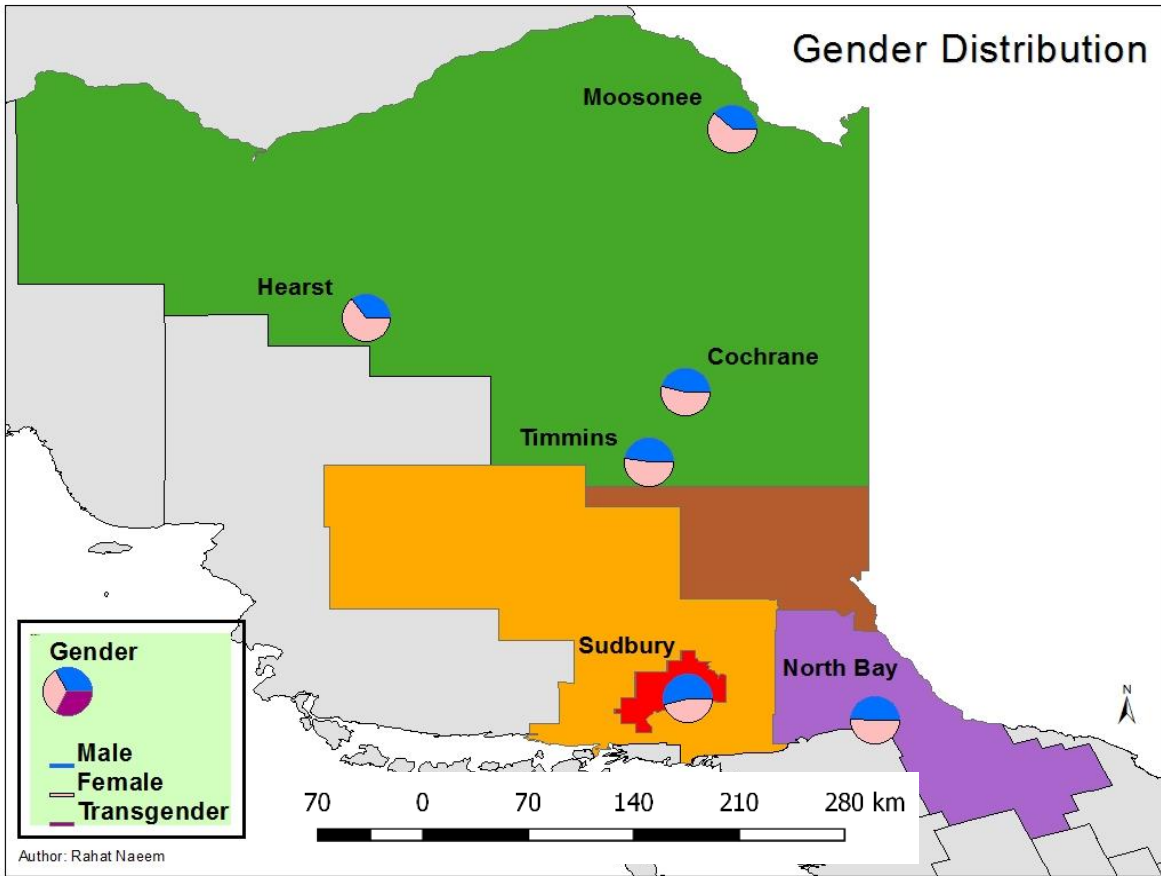 Gender Distribution
Moosonee
Hearst
Cochrane
Timmins
Sudbury
North Bay
N
Gender
Male
Female
Transgender
70 0 70 140 210 280 km
Author: Rahat Naeem